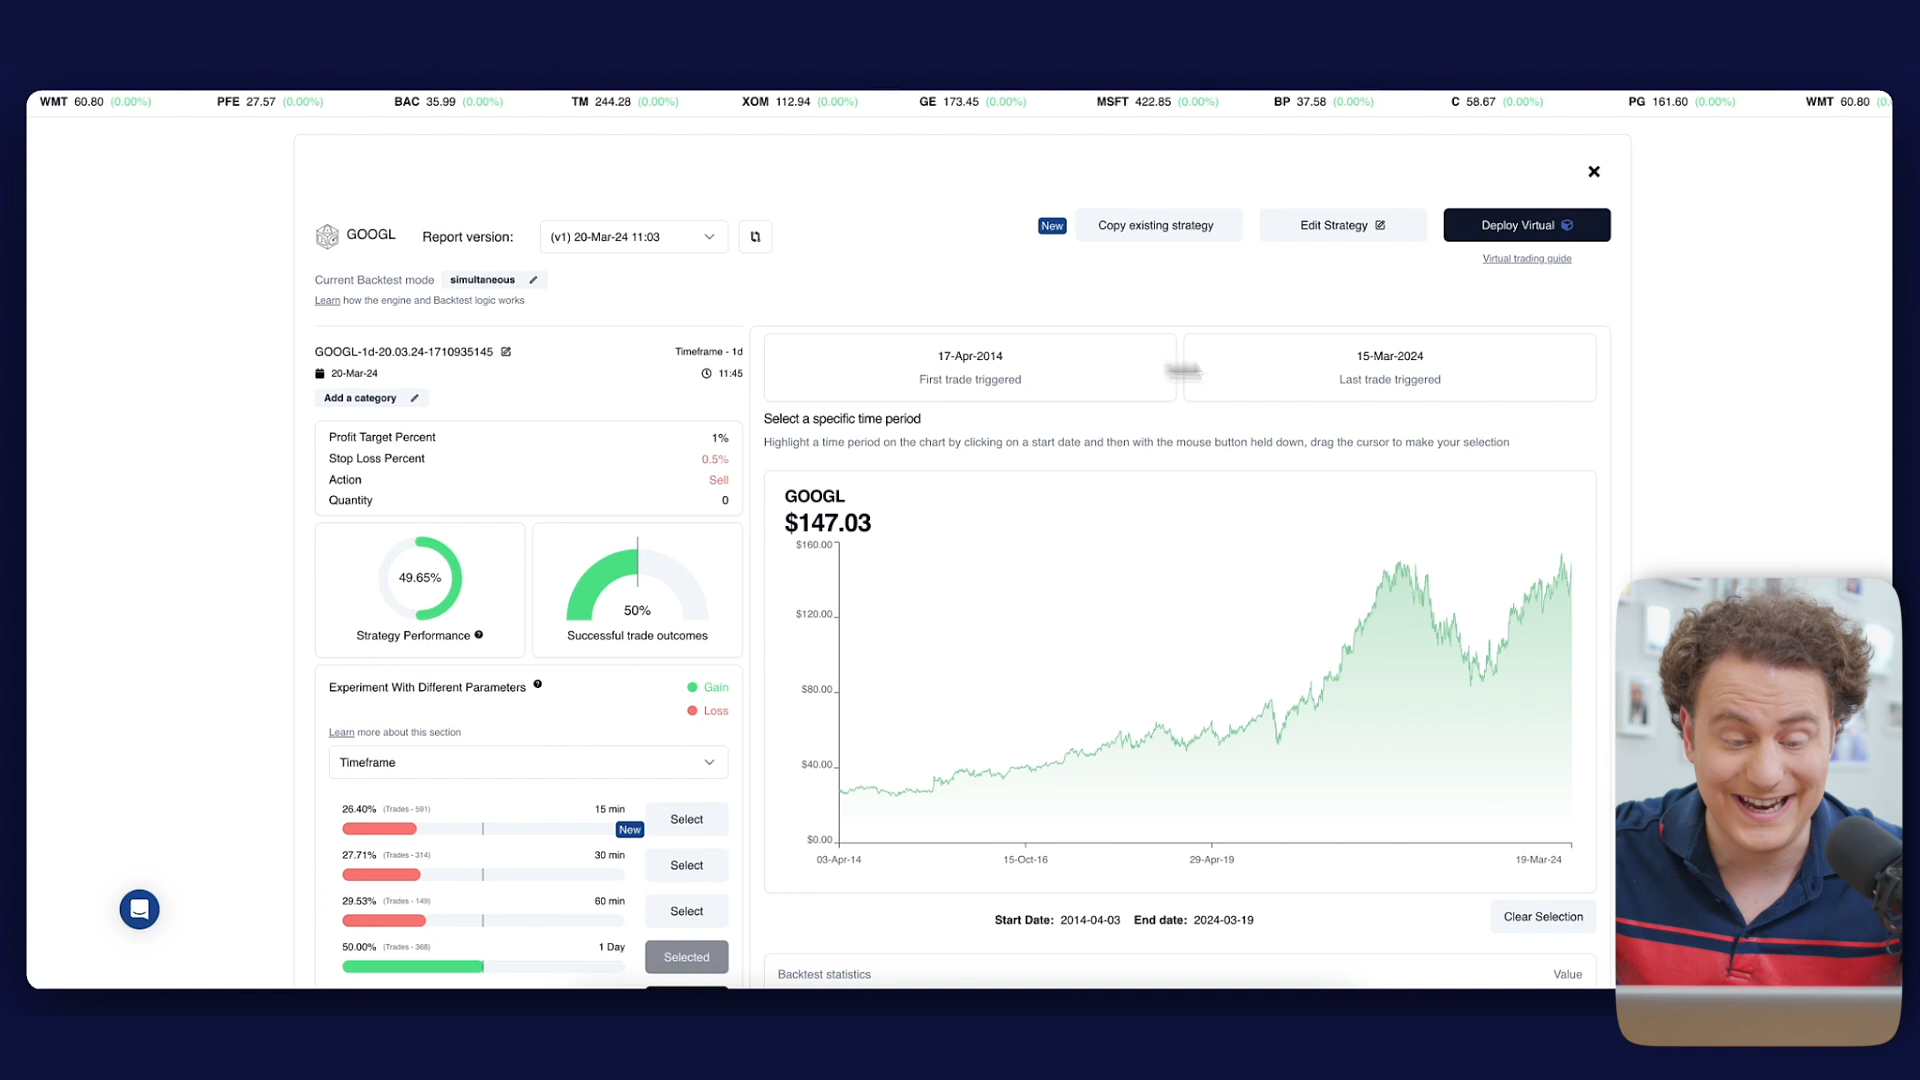 WMT 60.80 (0.00%) PFE 27.57 (0.00%) BAC 35.99 (0.00%) TM 244.28 (0.00%) XOM 112.94 (0.00%) GE 173.45 (0.00%) MSFT 422.85 (0.00%) BP 37.58 (0.00%) C 58.67 (0.00%) PG 161.60 (0.00%) WMT 60.80 (0.
GOOGL Report version: (v1) 20-Mar-24 11:03
New Copy existing strategy Edit Strategy Deploy Virtual
Virtual trading guide
Current Backtest mode simultaneous
Learn how the engine and Backtest logic works
GOOGL-1d-20.03.24-1710935145 Timeframe - 1d
20-Mar-24 11:45
Add a category
Profit Target Percent 1%
Stop Loss Percent 0.5%
Action Sell
Quantity 0
49.65%
Strategy Performance
50%
Successful trade outcomes
Experiment With Different Parameters
Gain
Loss
Learn more about this section
Timeframe
26.40% (Trades - 591) 15 min
New
Select
27.71% (Trades - 314) 30 min
Select
29.53% (Trades - 149) 60 min
Select
50.00% (Trades - 368) 1 Day
Selected
17-Apr-2014
First trade triggered
15-Mar-2024
Last trade triggered
Select a specific time period
Highlight a time period on the chart by clicking on a start date and then with the mouse button held down, drag the cursor to make your selection
GOOGL
$147.03
$160.00
$120.00
$80.00
$40.00
$0.00
03-Apr-14 15-Oct-16 29-Apr-19 19-Mar-24
Start Date: 2014-04-03 End date: 2024-03-19
Clear Selection
Backtest statistics Value